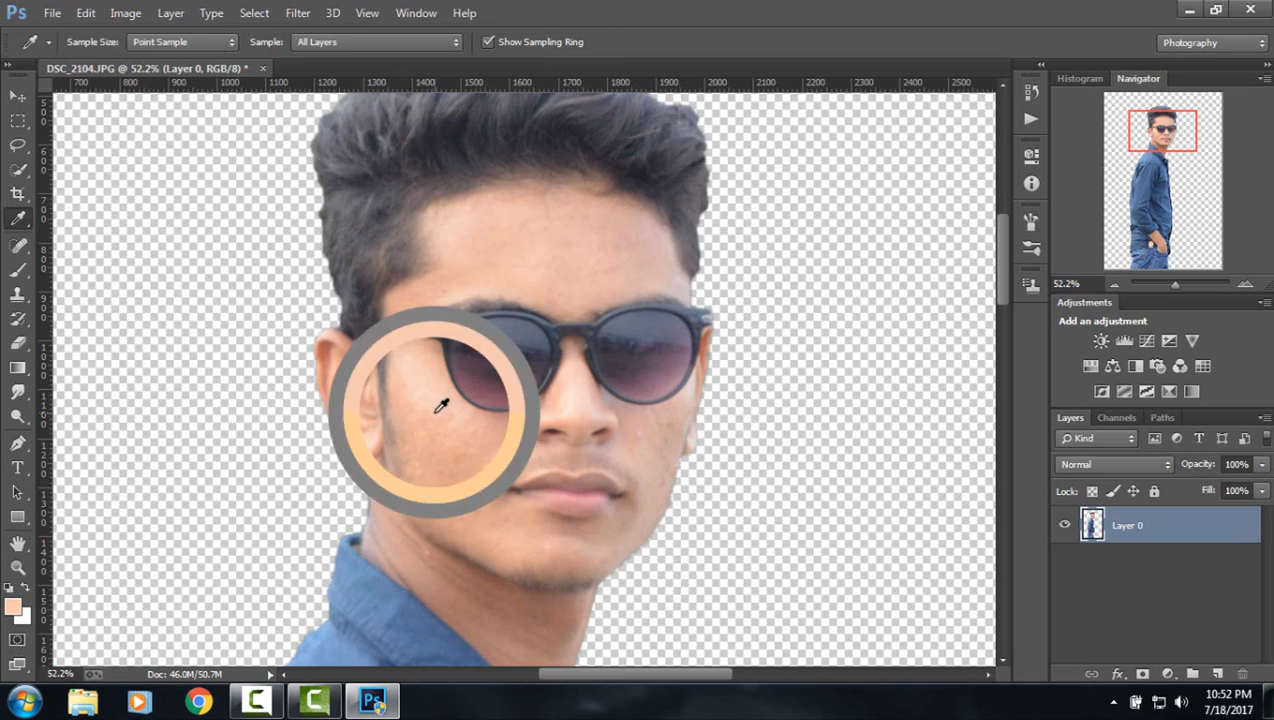 Ps File Edit Image Layer Type Select Filter 3D View Window Help
Sample Size: Point Sample Sample: All Layers Show Sampling Ring Photography
DSC_2104.JPG @ 52.2% (Layer 0, RGB/8) * ×
700 800 900 1000 1100 1200 1300 1400 1500 1600 1700 1800 1900 2000 2100 2200 2300 2400 2500
Histogram Navigator
52.2%
Adjustments
Add an adjustment
Layers Channels Paths
Kind
Normal Opacity: 100%
Lock: Fill: 100%
Layer 0
52.2% Doc: 46.0M/50.7M
10:52 PM
7/18/2017